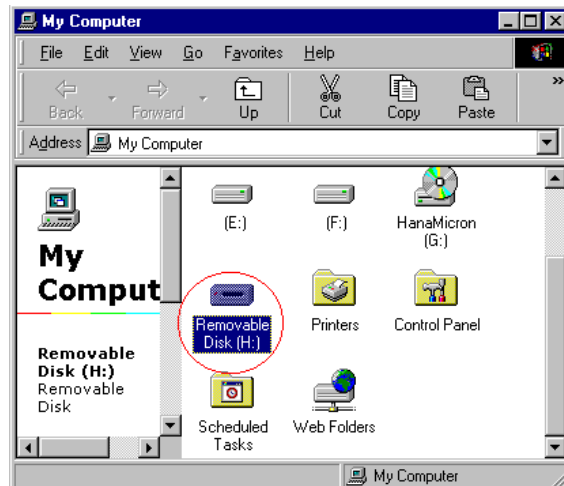 My Computer
File Edit View Go Favorites Help
Back Forward Up Cut Copy Paste »
Address My Computer
My
Comput
Removable
Disk (H:)
Removable
Disk
(E:) (F:) HanaMicron
(G:)
Removable
Disk (H:)
Printers Control Panel
Scheduled
Tasks
Web Folders
My Computer